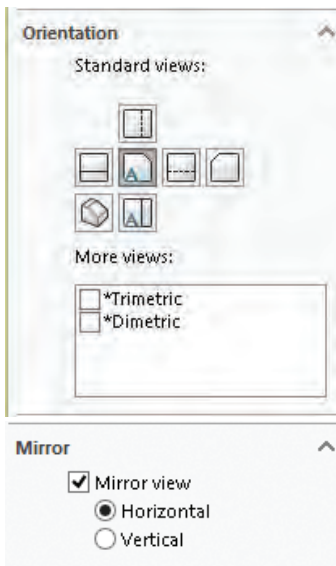 Orientation
Standard views:
A
A
More views:
*Trimetric
*Dimetric
Mirror
Mirror view
Horizontal
Vertical